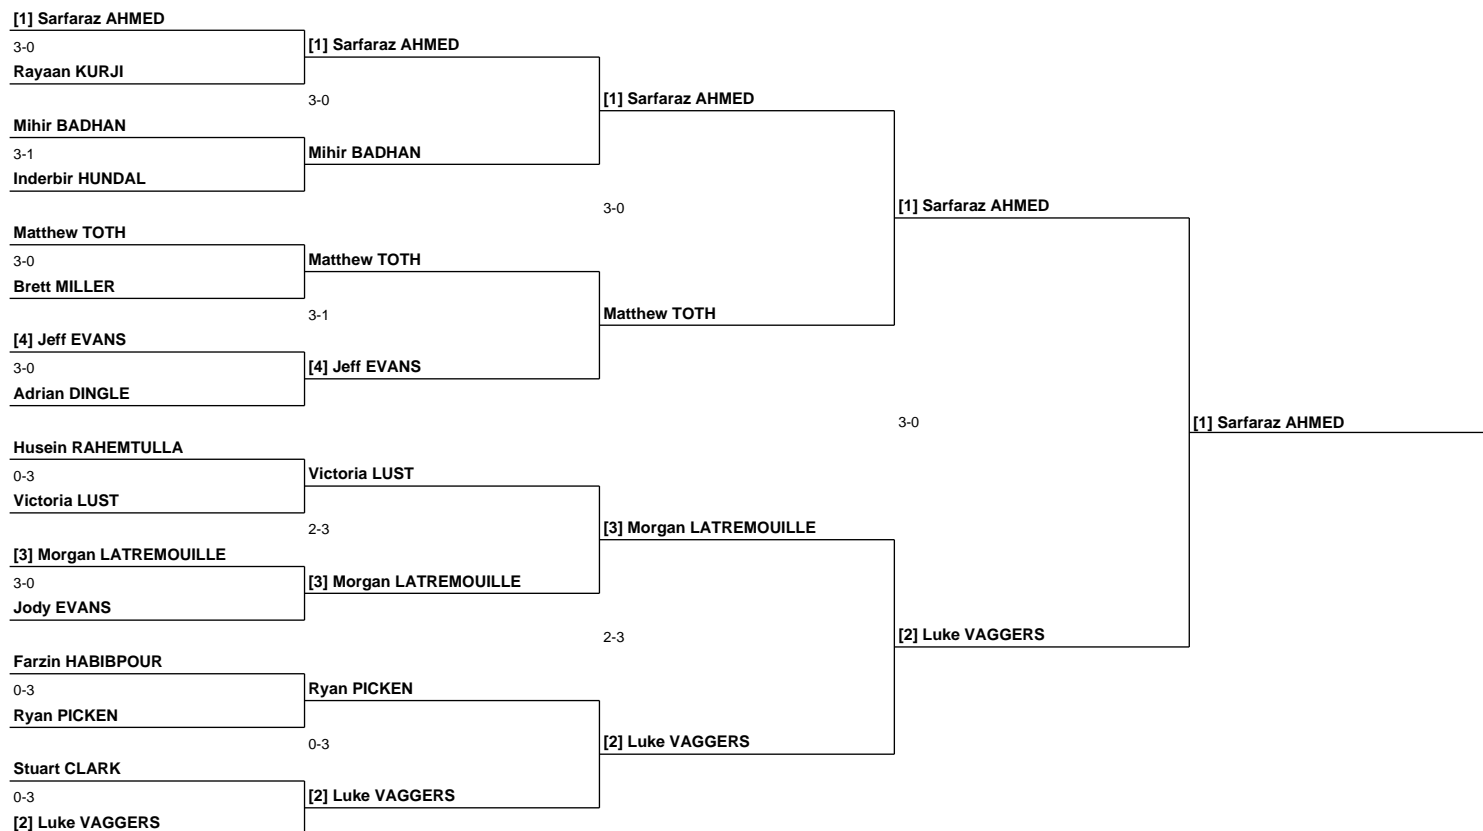 [1] Sarfaraz AHMED
3-0
[1] Sarfaraz AHMED
Rayaan KURJI
3-0
[1] Sarfaraz AHMED
Mihir BADHAN
3-1
Mihir BADHAN
Inderbir HUNDAL
3-0
[1] Sarfaraz AHMED
Matthew TOTH
3-0
Matthew TOTH
Brett MILLER
3-1
Matthew TOTH
[4] Jeff EVANS
3-0
[4] Jeff EVANS
Adrian DINGLE
3-0
[1] Sarfaraz AHMED
Husein RAHEMTULLA
0-3
Victoria LUST
Victoria LUST
2-3
[3] Morgan LATREMOUILLE
[3] Morgan LATREMOUILLE
3-0
[3] Morgan LATREMOUILLE
Jody EVANS
2-3
[2] Luke VAGGERS
Farzin HABIBPOUR
0-3
Ryan PICKEN
Ryan PICKEN
0-3
[2] Luke VAGGERS
Stuart CLARK
0-3
[2] Luke VAGGERS
[2] Luke VAGGERS